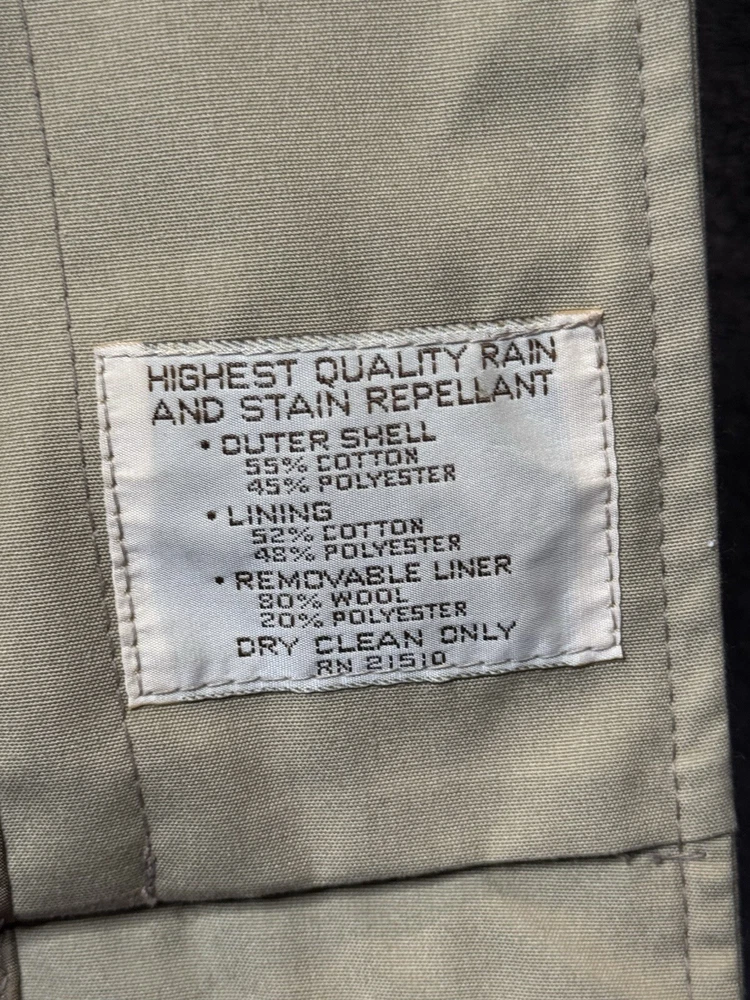 HIGHEST QUALITY RAIN
AND STAIN REPELLANT
• OUTER SHELL
55% COTTON
45% POLYESTER
• LINING
52% COTTON
48% POLYESTER
• REMOVABLE LINER
80% WOOL
20% POLYESTER
DRY CLEAN ONLY
RN 21510